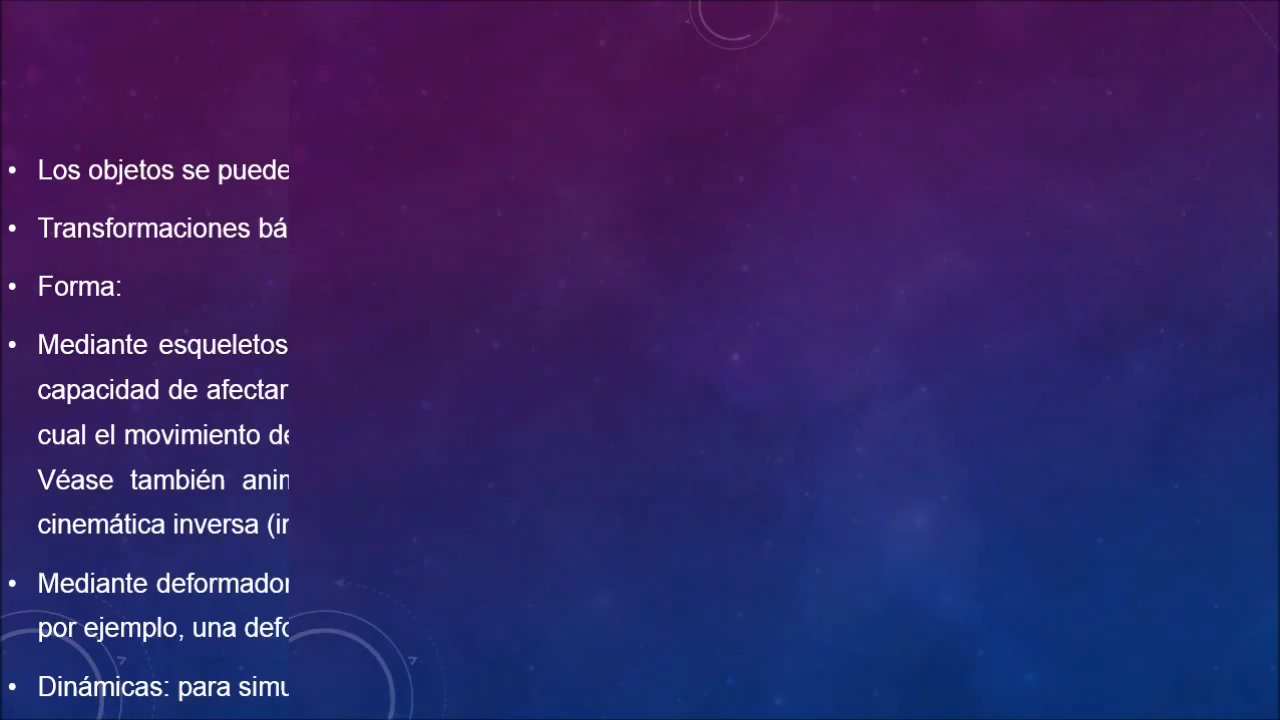 • Los objetos se puede
• Transformaciones bá
• Forma:
• Mediante esqueletos
capacidad de afectar
cual el movimiento de
Véase también anim
cinemática inversa (in
• Mediante deformador
por ejemplo, una defo
• Dinámicas: para simu